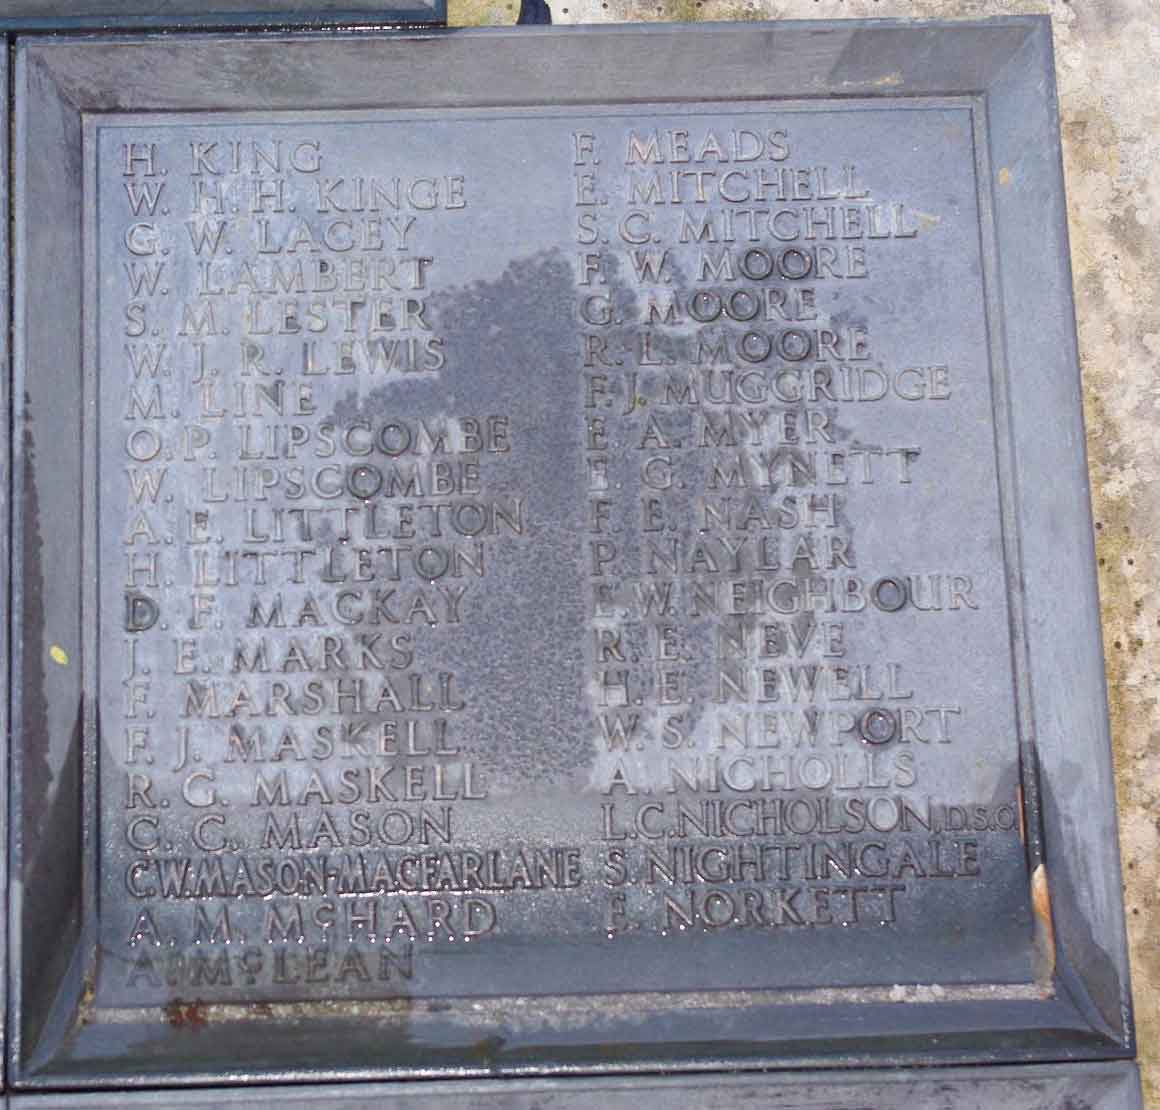 H. KING
W. H. H. KINGE
G. W. LACEY
W. LAMBERT
S. M. LESTER
W. J. R. LEWIS
M. LINE
O. P. LIPSCOMBE
W. LIPSCOMBE
A. E. LITTLETON
H. LITTLETON
D. F. MACKAY
J. E. MARKS
F. MARSHALL
F. J. MASKELL
R. G. MASKELL
C. C. MASON
C.W.MASON-MACFARLANE
A. M. McHARD
A. McLEAN
F. MEADS
E. MITCHELL
S. C. MITCHELL
F. W. MOORE
G. MOORE
R. L. MOORE
F. J. MUGGRIDGE
E. A. MYER
E. G. MYNETT
F. E. NASH
P. NAYLAR
E. W. NEIGHBOUR
R. E. NEVE
H. E. NEWELL
W. S. NEWPORT
A. NICHOLLS
L.C.NICHOLSON, D.S.O.
S. NIGHTINGALE
E. NORKETT